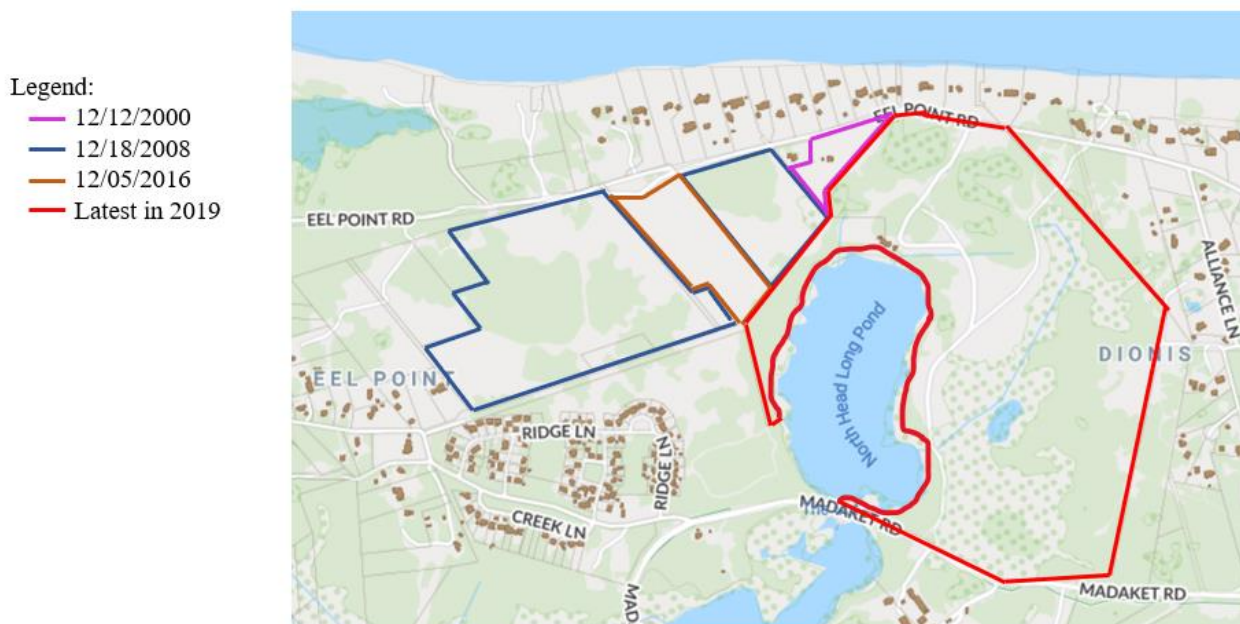 Legend:
12/12/2000
12/18/2008
12/05/2016
Latest in 2019
EEL POINT RD
EEL POINT RD
ALLIANCE LN
DIONIS
EEL POINT
North Head Long Pond
RIDGE LN
RIDGE LN
CREEK LN
MADAKET RD
The
MADAKET RD
MAD